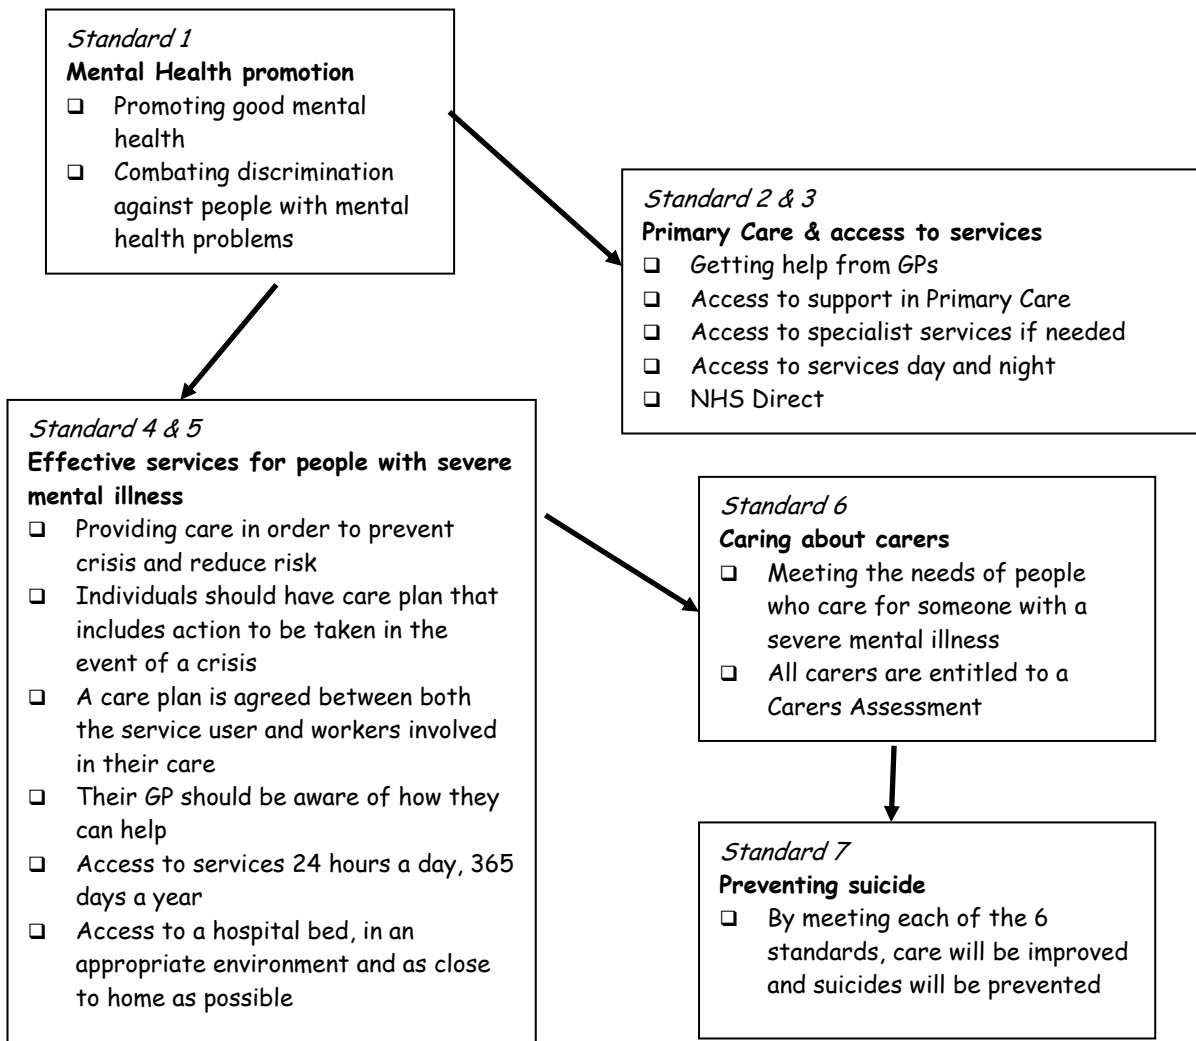 Standard 1
Mental Health promotion
❑ Promoting good mental
health
❑ Combating discrimination
against people with mental
health problems
Standard 2 & 3
Primary Care & access to services
❑ Getting help from GPs
❑ Access to support in Primary Care
❑ Access to specialist services if needed
❑ Access to services day and night
❑ NHS Direct
Standard 4 & 5
Effective services for people with severe
mental illness
❑ Providing care in order to prevent
crisis and reduce risk
❑ Individuals should have care plan that
includes action to be taken in the
event of a crisis
❑ A care plan is agreed between both
the service user and workers involved
in their care
❑ Their GP should be aware of how they
can help
❑ Access to services 24 hours a day, 365
days a year
❑ Access to a hospital bed, in an
appropriate environment and as close
to home as possible
Standard 6
Caring about carers
❑ Meeting the needs of people
who care for someone with a
severe mental illness
❑ All carers are entitled to a
Carers Assessment
Standard 7
Preventing suicide
❑ By meeting each of the 6
standards, care will be improved
and suicides will be prevented